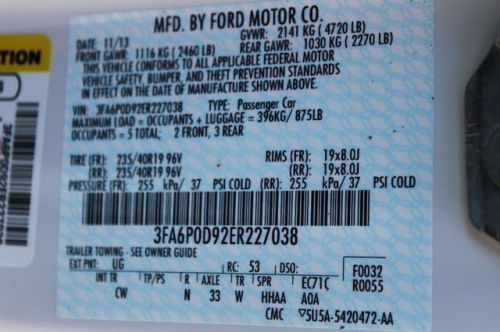 MFD. BY FORD MOTOR CO.
DATE: 11/13 GVWR: 2141 KG (4720 LB)
FRONT GAWR: 1116 KG (2460 LB) REAR GAWR: 1030 KG (2270 LB)
THIS VEHICLE CONFORMS TO ALL APPLICABLE FEDERAL MOTOR
VEHICLE SAFETY, BUMPER, AND THEFT PREVENTION STANDARDS
IN EFFECT ON THE DATE OF MANUFACTURE SHOWN ABOVE.
VIN: 3FA6P0D92ER227038 TYPE: Passenger Car
MAXIMUM LOAD = OCCUPANTS + LUGGAGE = 396KG/ 875LB
OCCUPANTS = 5 TOTAL: 2 FRONT, 3 REAR
TIRE (FR): 235/40R19 96V RIMS (FR): 19x8.0J
(RR): 235/40R19 96V (RR): 19x8.0J
PRESSURE (FR): 255 kPa/ 37 PSI COLD (RR): 255 kPa/ 37 PSI COLD
3FA6P0D92ER227038
TRAILER TOWING - SEE OWNER GUIDE
EXT PNT: UG RC: 53 DSO: F0032
INT TR TP/PS R AXLE TR SPR EC71C R0055
CW N 33 W HHAA A0A
CMC ▽5U5A-5420472-AA